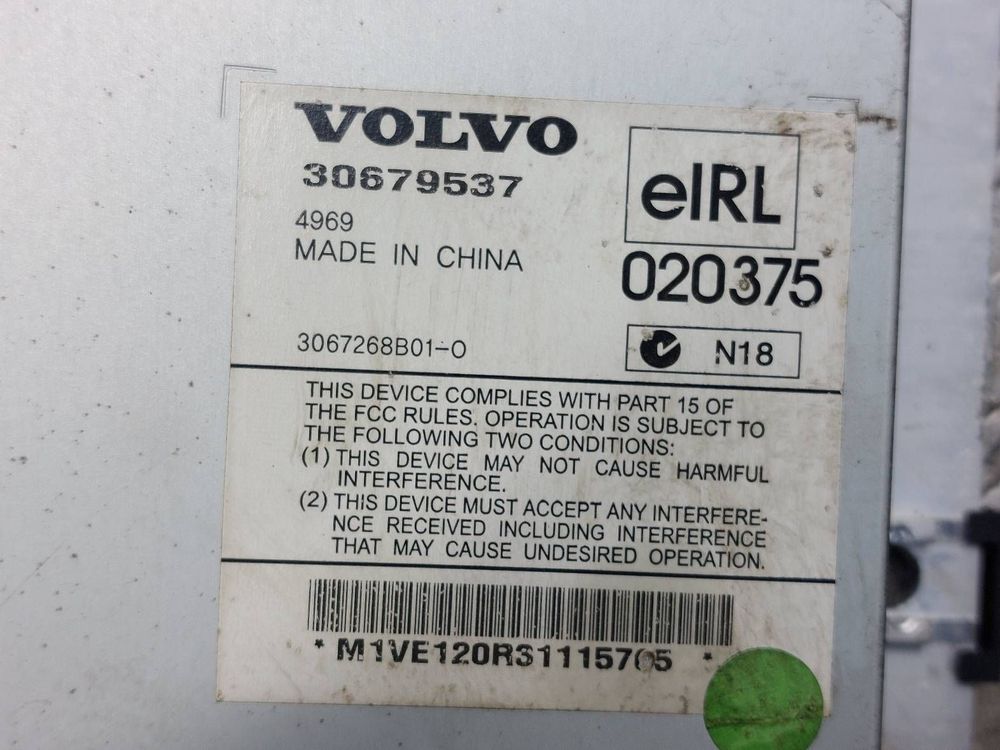 VOLVO
30679537
4969
MADE IN CHINA
3067268B01-0
eIRL
020375
N18
THIS DEVICE COMPLIES WITH PART 15 OF
THE FCC RULES. OPERATION IS SUBJECT TO
THE FOLLOWING TWO CONDITIONS:
(1) THIS DEVICE MAY NOT CAUSE HARMFUL
INTERFERENCE.
(2) THIS DEVICE MUST ACCEPT ANY INTERFERE-
NCE RECEIVED INCLUDING INTERFERENCE
THAT MAY CAUSE UNDESIRED OPERATION.